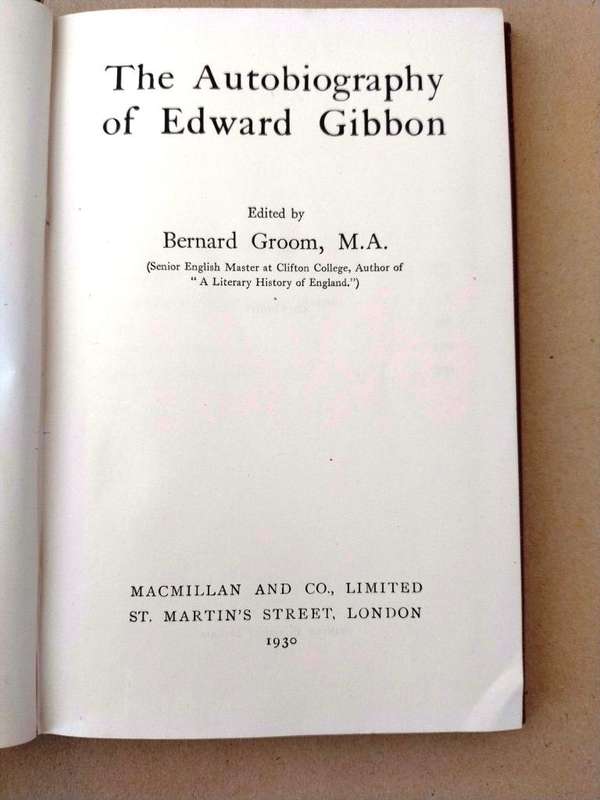 The Autobiography
of Edward Gibbon
Edited by
Bernard Groom, M.A.
(Senior English Master at Clifton College, Author of
“ A Literary History of England.”)
MACMILLAN AND CO., LIMITED
ST. MARTIN'S STREET, LONDON
1930